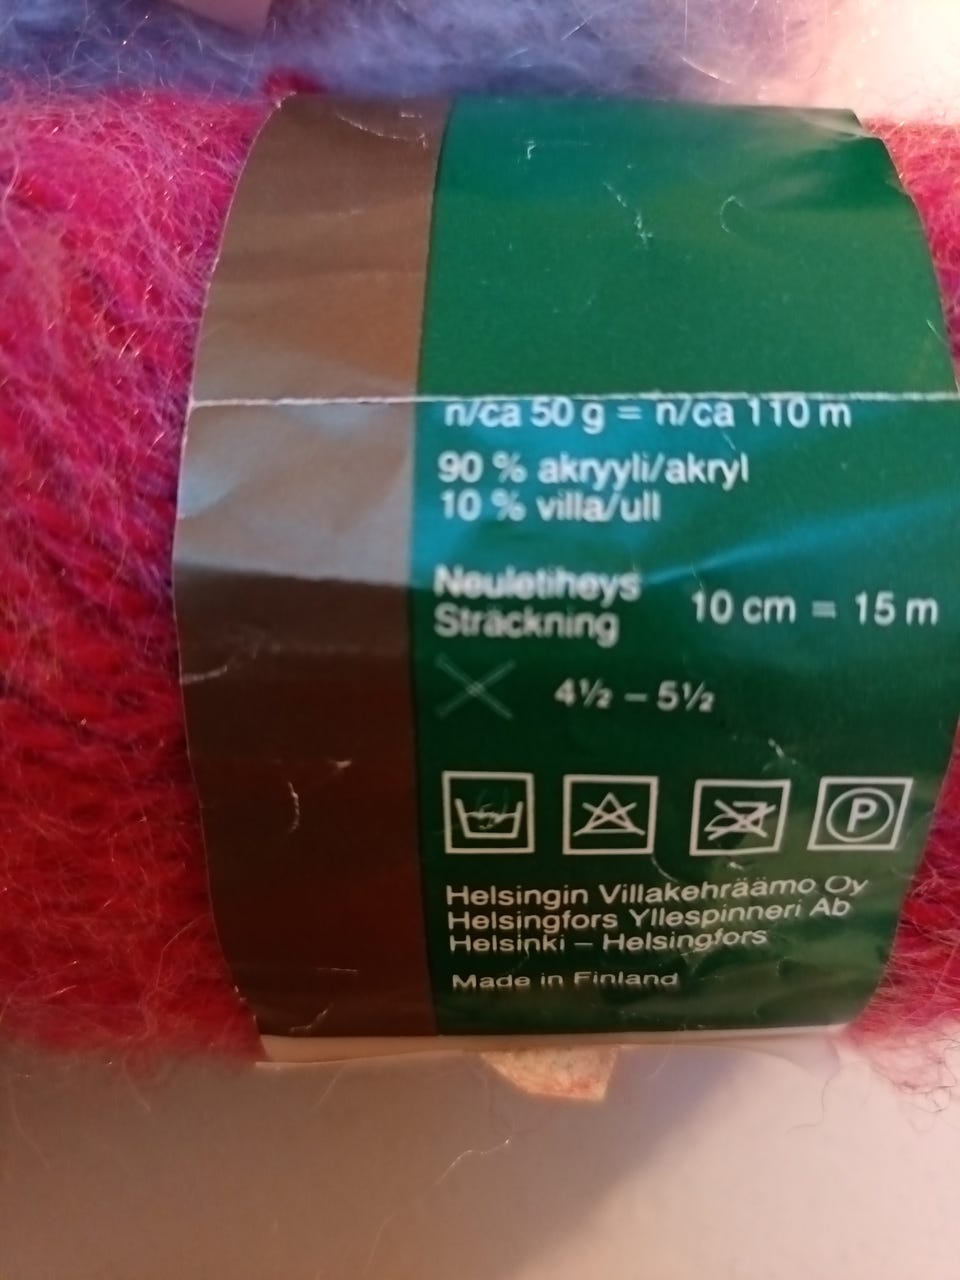 n/ca 50 g = n/ca 110 m
90 % akryyli/akryl
10 % villa/ull
Neuletiheys
Sträckning
10 cm = 15 m
4½ – 5½
P
Helsingin Villakehräämo Oy
Helsingfors Yllespinneri Ab
Helsinki – Helsingfors
Made in Finland